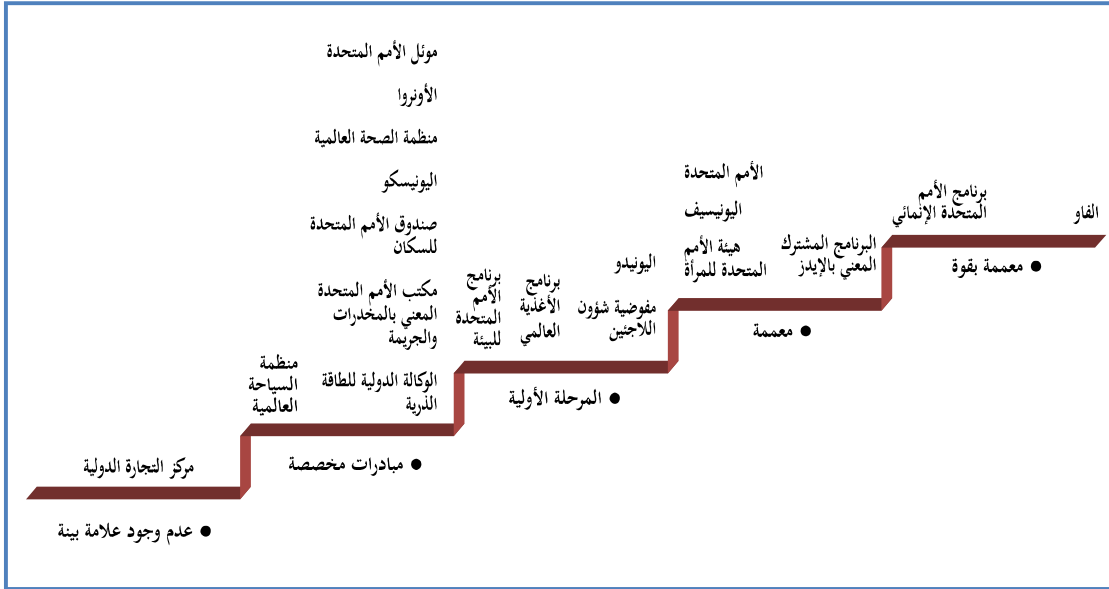 موئل الأمم المتحدة
الأونروا
منظمة الصحة العالمية
اليونيسكو
صندوق الأمم المتحدة
للسكان
مكتب الأمم المتحدة
المعني بالمخدرات
والجريمة
الوكالة الدولية للطاقة
الذرية
منظمة
السياحة
العالمية
مركز التجارة الدولية
برنامج
الأمم
المتحدة
للبيئة
برنامج
الأغذية
العالمي
اليونيدو
مفوضية شؤون
اللاجئين
الأمم المتحدة
اليونيسيف
هيئة الأمم
المتحدة للمرأة
البرنامج المشترك
المعني بالإيدز
برنامج الأمم
المتحدة الإنمائي
الفاو
● معممة بقوة
● معممة
● المرحلة الأولية
● مبادرات مخصصة
● عدم وجود علامة بينة